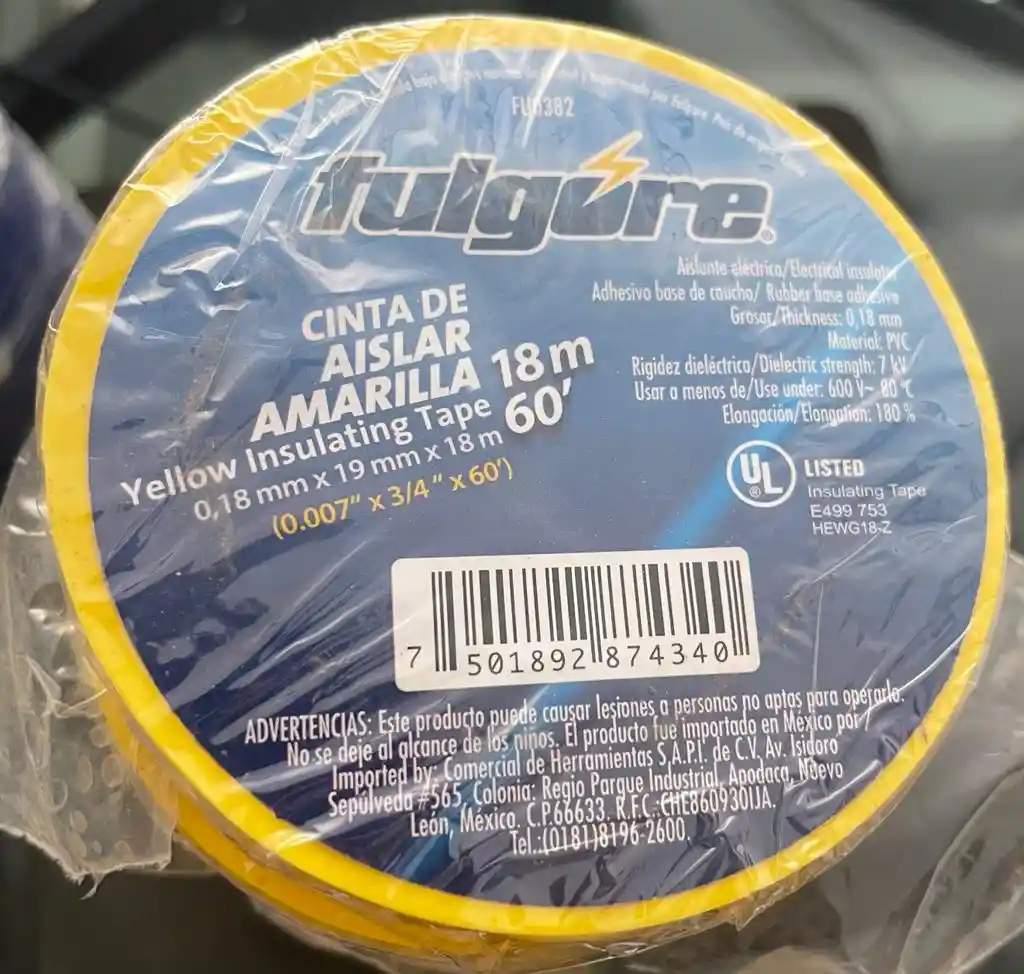 bajo
y
por Fulgore. País de
FU0382
fulgore®
CINTA DE
AISLAR
AMARILLA
Yellow Insulating Tape
18 m
60'
0,18 mm x 19 mm x 18 m
(0.007" x 3/4" x 60')
Aislante eléctrico/Electrical insulator
Adhesivo base de caucho/ Rubber base adhesive
Grosor/Thickness: 0,18 mm
Material: PVC
Rigidez dieléctrica/Dielectric strength: 7 kV
Usar a menos de/Use under: 600 V~ 80 °C
Elongación/Elongation: 180 %
UL ® LISTED
Insulating Tape
E499 753
HEWG18-Z
7 501892 874340
ADVERTENCIAS: Este producto puede causar lesiones a personas no aptas para operarlo.
No se deje al alcance de los niños. El producto fue importado en México por /
Imported by: Comercial de Herramientas S.A.P.I. de C.V. Av. Isidoro
Sepúlveda #565, Colonia: Regio Parque Industrial, Apodaca, Nuevo
León, México. C.P.66633. R.F.C.:CHE860930IJA.
Tel.:(0181)8196-2600.